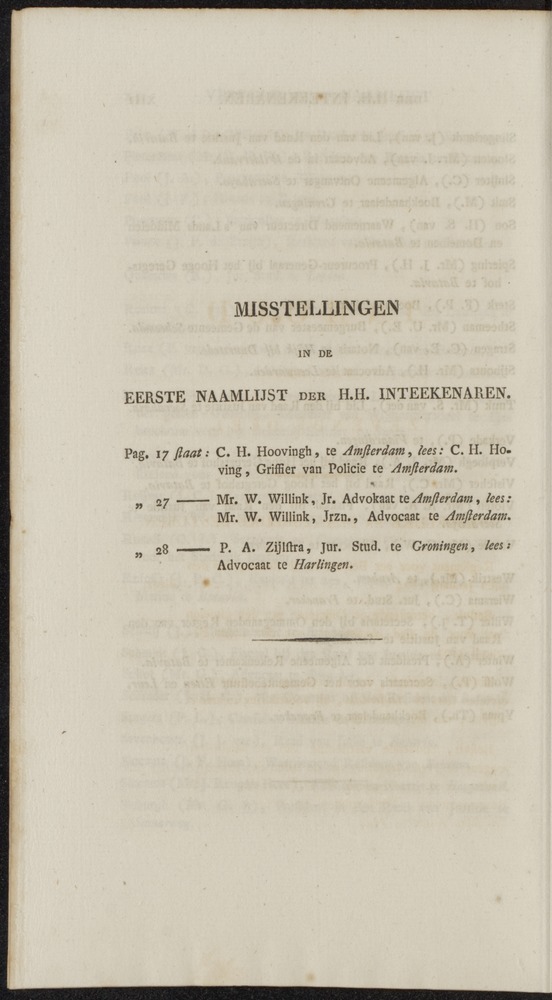 MISSTELLINGEN
IN DE
EERSTE NAAMLIJST DER H.H. INTEEKENAREN.
Pag. 17 ſtaat: C. H. Hoovingh, te Amſterdam, lees: C. H. Ho-
ving, Griffier van Policie te Amſterdam.
„ 27 —— Mr. W. Willink, Jr. Advokaat te Amſterdam, lees:
Mr. W. Willink, Jrzn., Advocaat te Amſterdam.
„ 28 —— P. A. Zijlſtra, Jur. Stud. te Groningen, lees:
Advocaat te Harlingen.